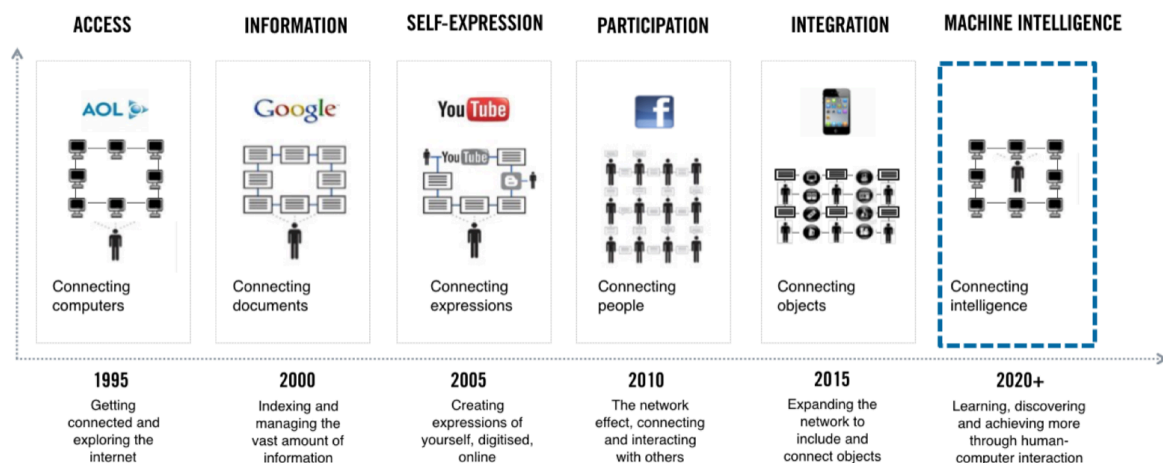 ACCESS
INFORMATION
SELF-EXPRESSION
PARTICIPATION
INTEGRATION
MACHINE INTELLIGENCE
AOL
Google
YouTube
f
YouTube
Connecting
computers
Connecting
documents
Connecting
expressions
Connecting
people
Connecting
objects
Connecting
intelligence
1995
Getting
connected and
exploring the
internet
2000
Indexing and
managing the
vast amount of
information
2005
Creating
expressions of
yourself, digitised,
online
2010
The network
effect, connecting
and interacting
with others
2015
Expanding the
network to
include and
connect objects
2020+
Learning, discovering
and achieving more
through human-
computer interaction